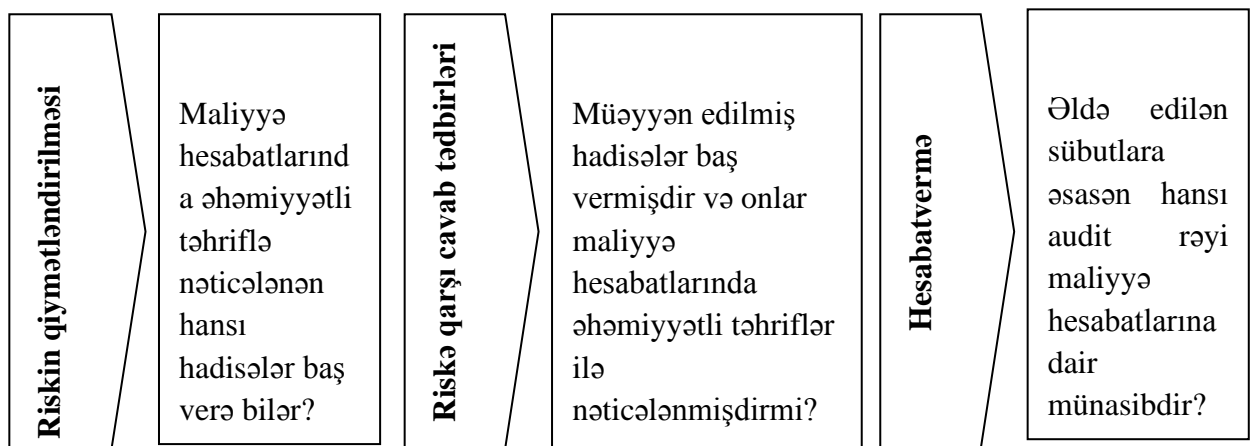 Riskin qiymətləndirilməsi
Maliyyə
hesabatlarınd
a əhəmiyyətli
təhriflə
nəticələnən
hansı
hadisələr baş
verə bilər?
Riskə qarşı cavab tədbirləri
Müəyyən edilmiş
hadisələr baş
vermişdir və onlar
maliyyə
hesabatlarında
əhəmiyyətli təhriflər
ilə
nəticələnmişdirmi?
Hesabatvermə
Əldə edilən
sübutlara
əsasən hansı
audit rəyi
maliyyə
hesabatlarına
dair
münasibdir?